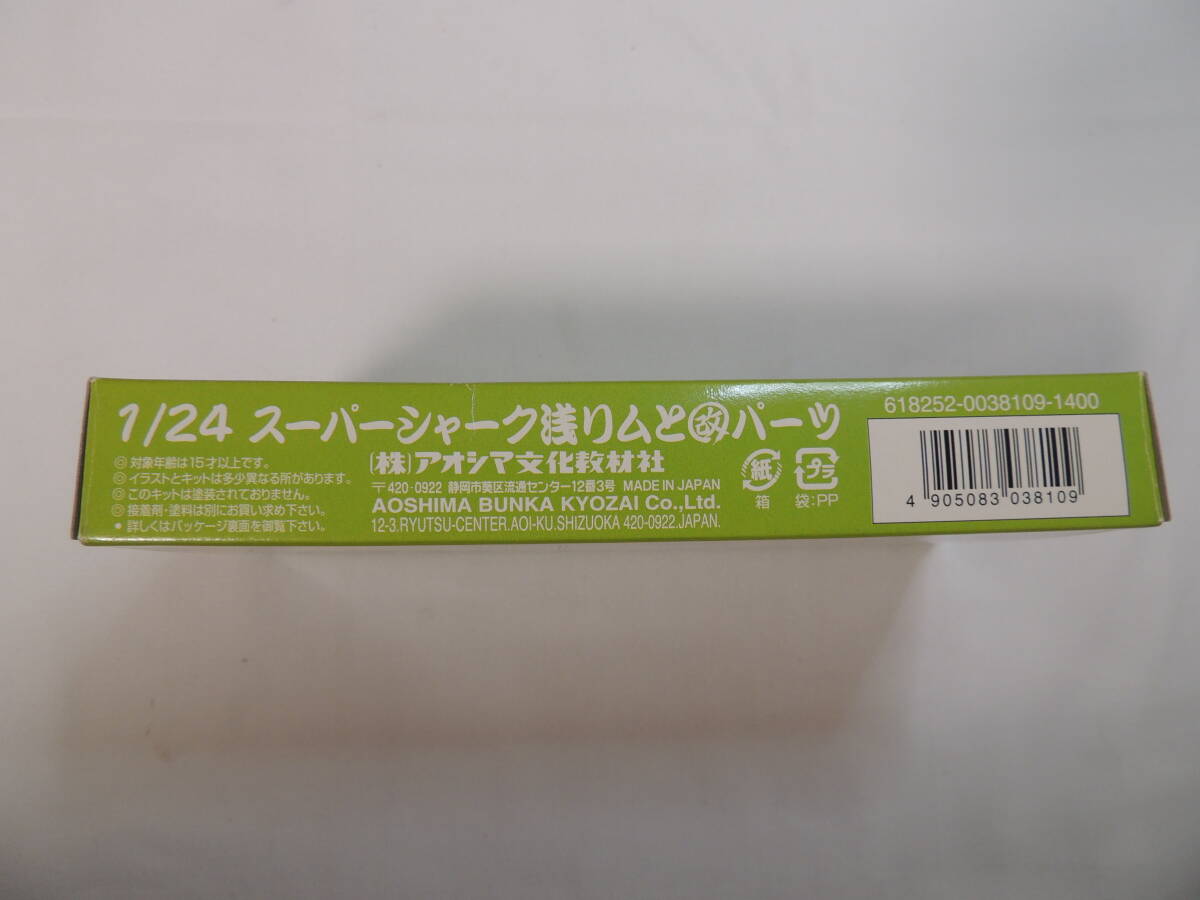 1/24 スーパーシャーク浅りムと㊋パーツ
◎ 対象年齢は15才以上です。
◎ イラストとキットは多少異なる所があります。
◎ このキットは塗装されておりません。
◎ 接着剤・塗料は別にお買い求め下さい。
● 詳しくはパッケージ裏面を御覧下さい。
(株)アオシマ文化教材社
〒420-0922 静岡市葵区流通センター12番3号 MADE IN JAPAN
AOSHIMA BUNKA KYOZAI Co.,Ltd.
12-3.RYUTSU-CENTER.AOI-KU.SHIZUOKA 420-0922.JAPAN.
紙
箱
プラ
袋:PP
618252-0038109-1400
4 905083 038109